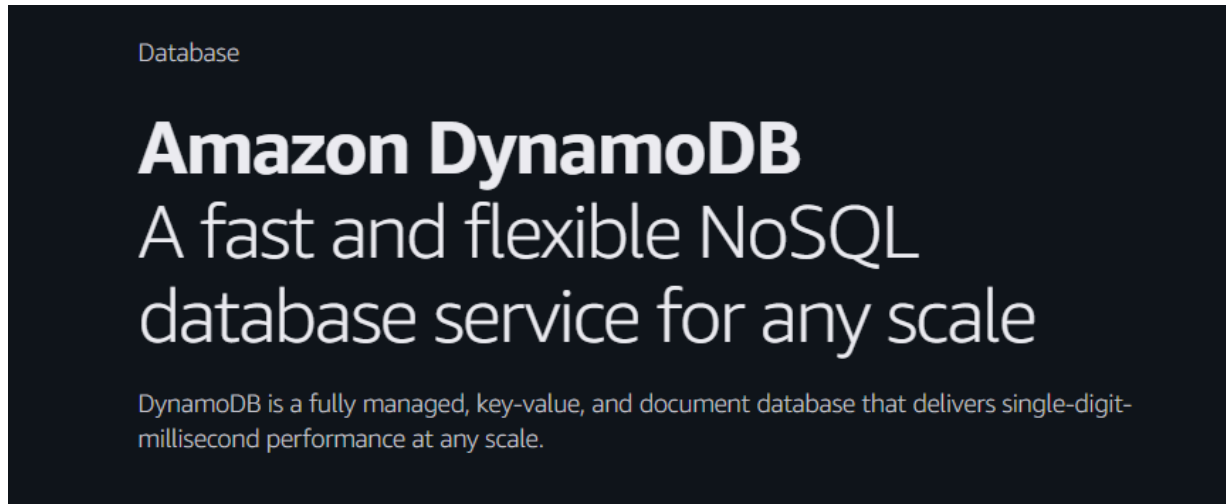 Database
Amazon DynamoDB
A fast and flexible NoSQL
database service for any scale
DynamoDB is a fully managed, key-value, and document database that delivers single-digit-
millisecond performance at any scale.